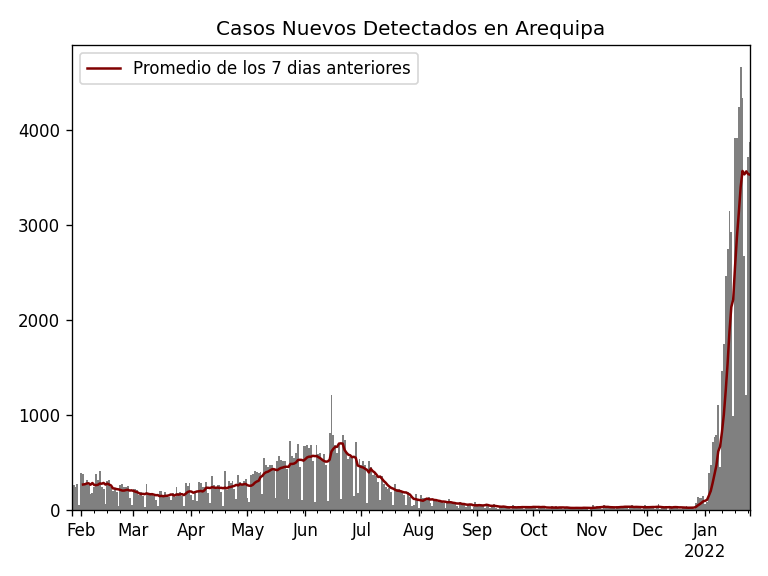 Casos Nuevos Detectados en Arequipa
Promedio de los 7 dias anteriores
4000
3000
2000
1000
0
Feb Mar Apr May Jun Jul Aug Sep Oct Nov Dec Jan
2022